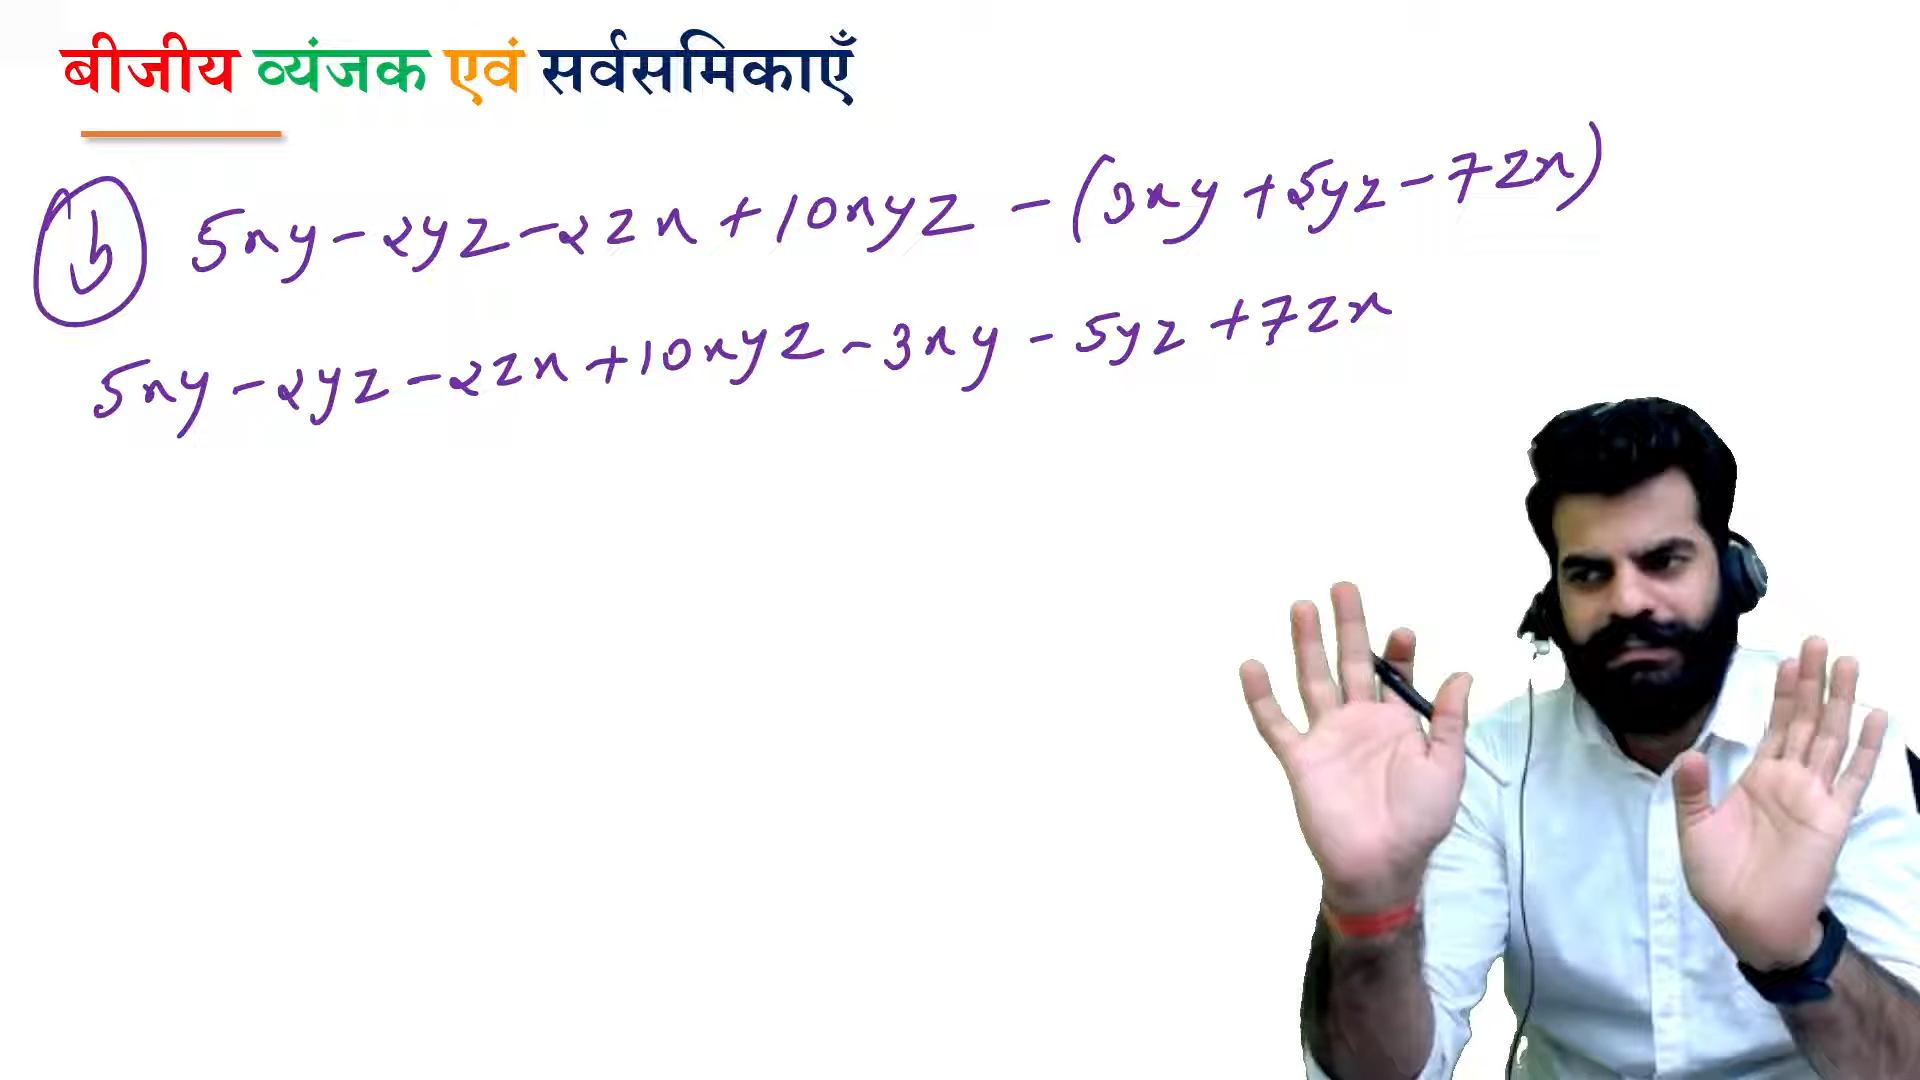 बीजीय व्यंजक एवं सर्वसमिकाएँ
(b) 5xy - 2yz - 2zx + 10xyz - (3xy + 5yz - 7zx)
5xy - 2yz - 2zx + 10xyz - 3xy - 5yz + 7zx